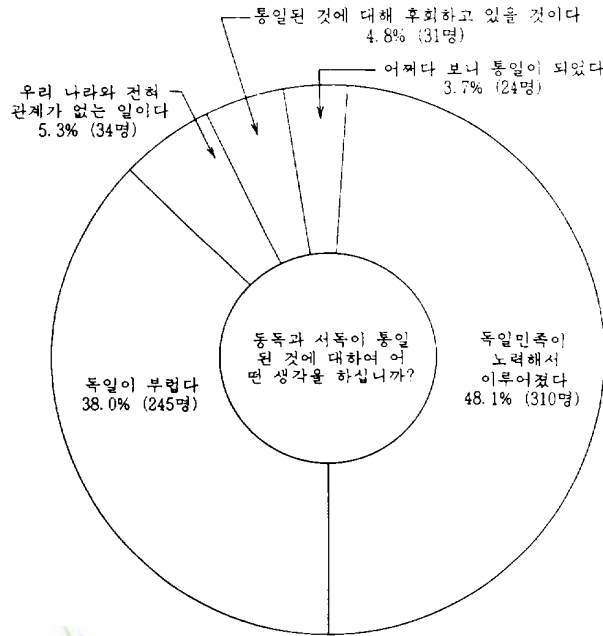 통일된 것에 대해 후회하고 있을 것이다
4.8% (31명)
어쩌다 보니 통일이 되었다
3.7% (24명)
우리 나라와 전혀
관계가 없는 일이다
5.3% (34명)
동독과 서독이 통일
된 것에 대하여 어
떤 생각을 하십니까?
독일이 부럽다
38.0% (245명)
독일민족이
노력해서
이루어졌다
48.1% (310명)